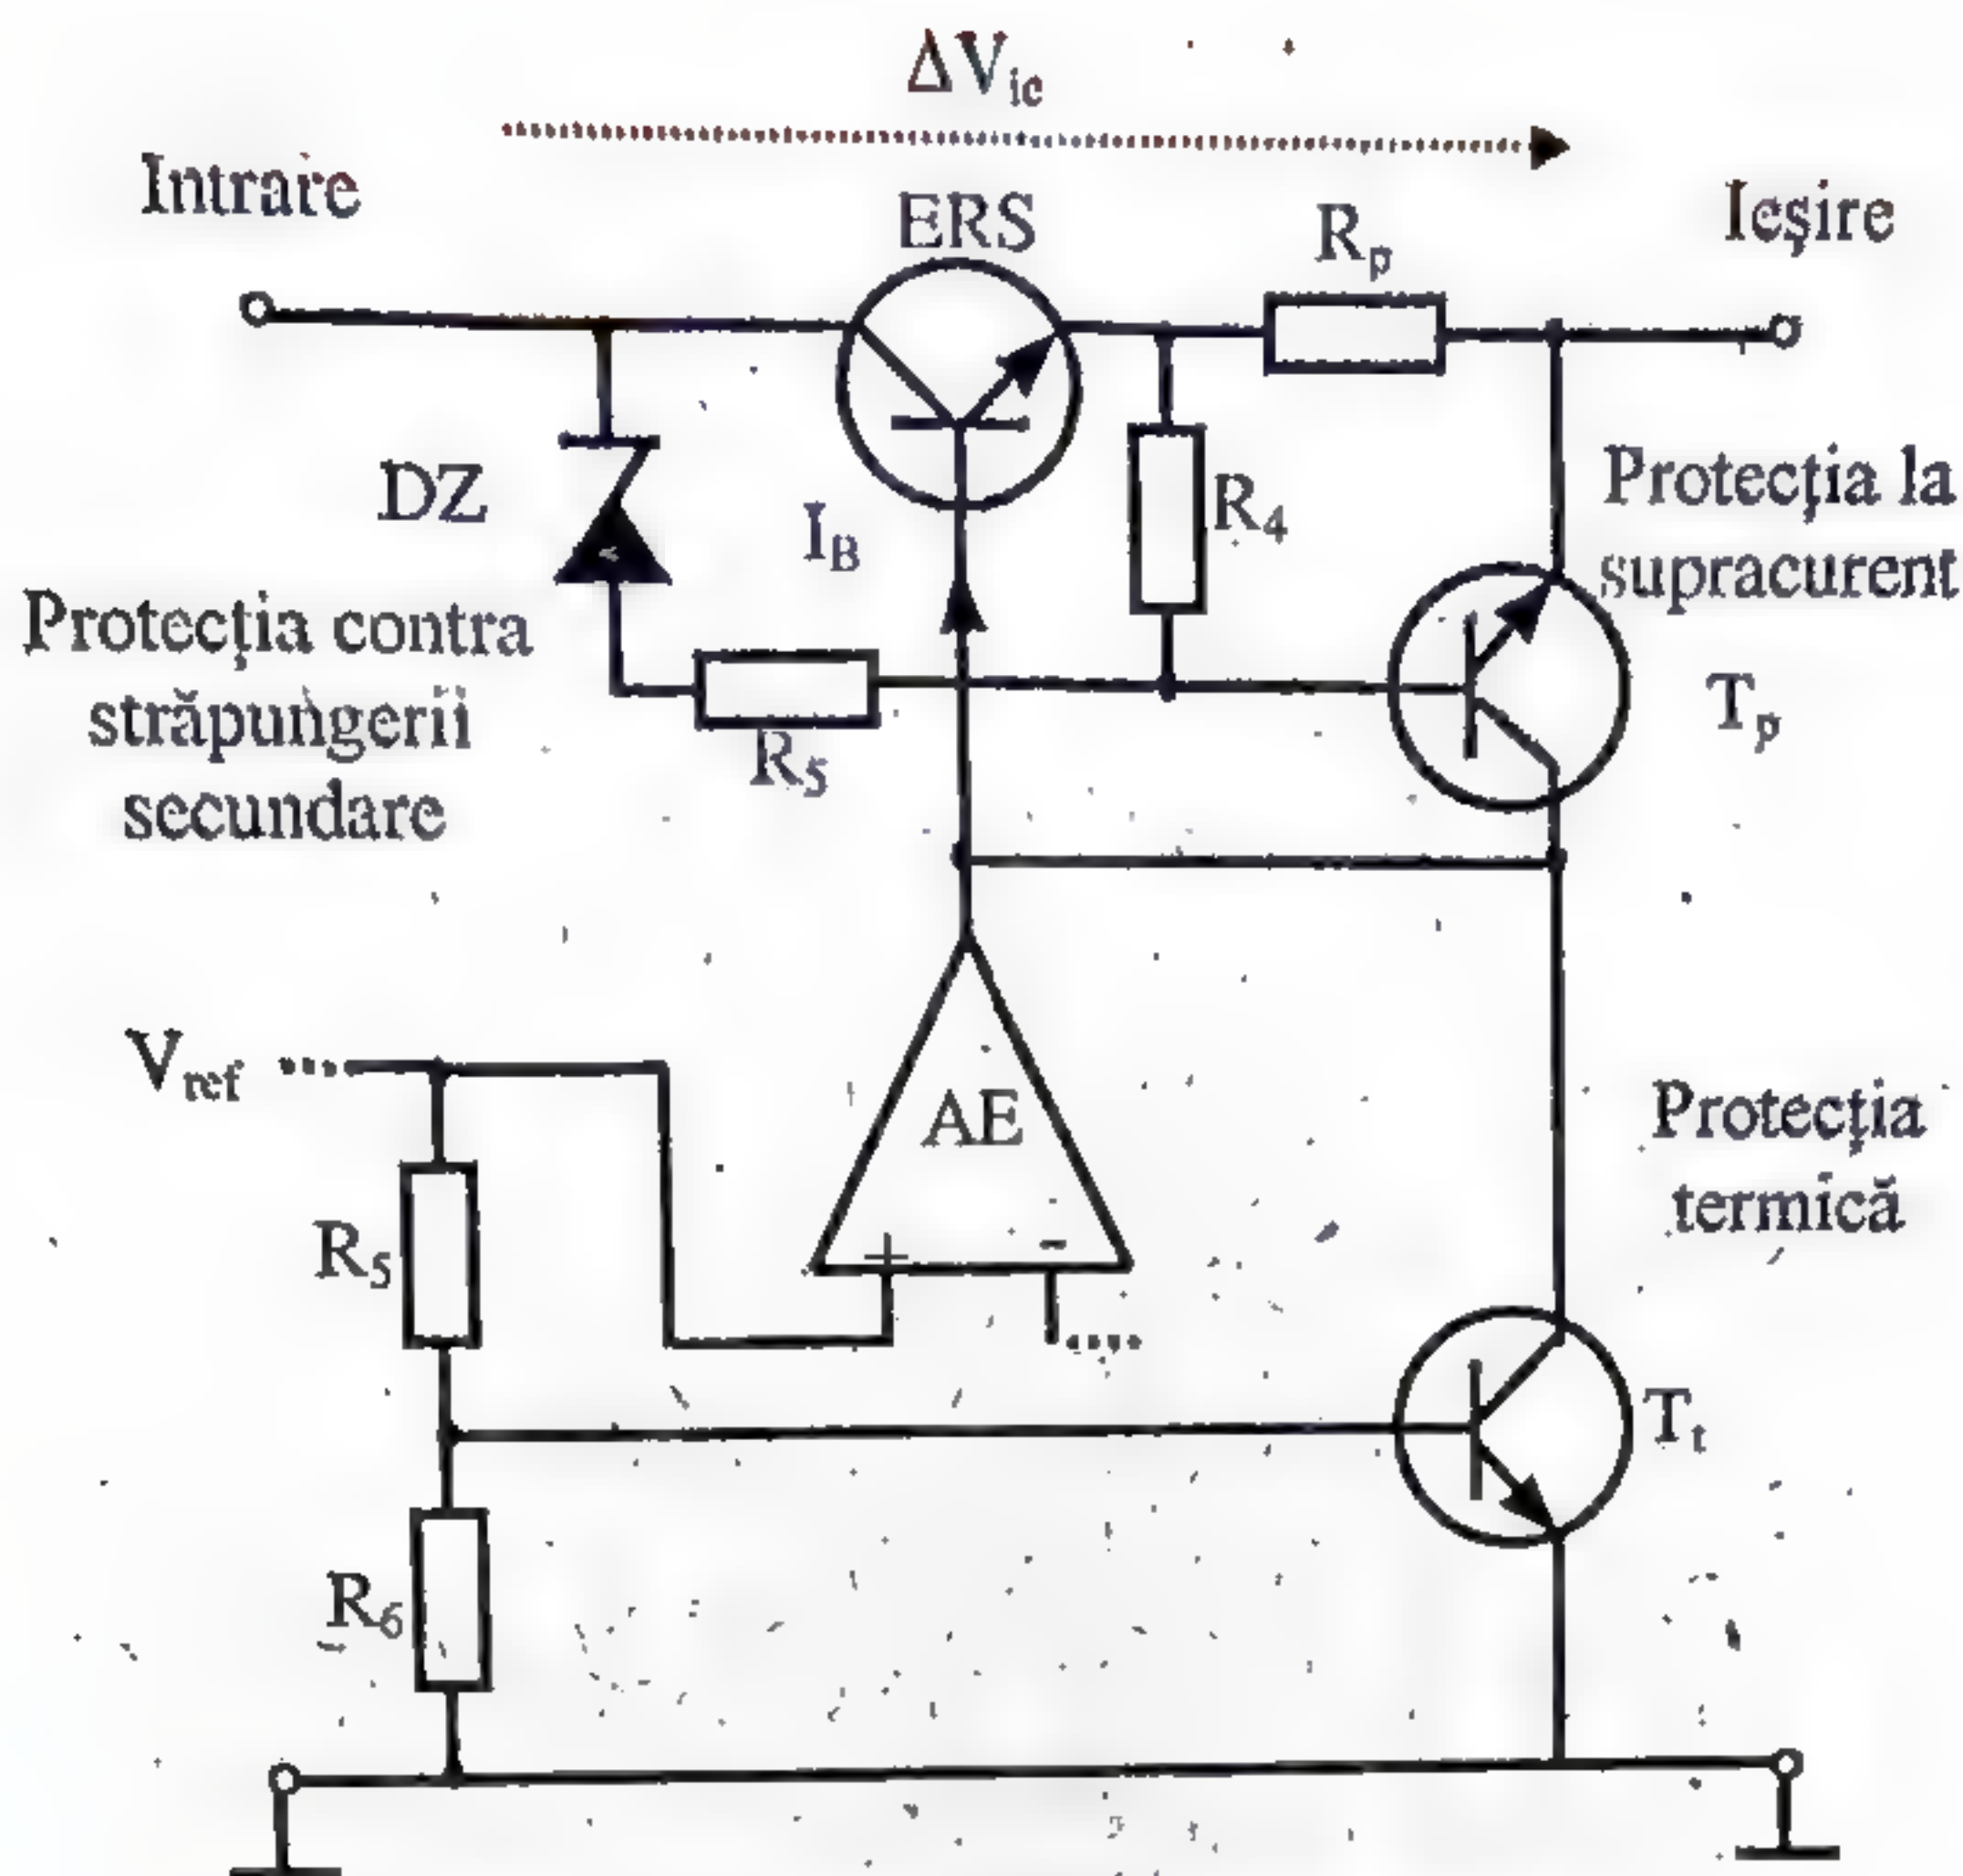 ΔVie
Intrare
ERS
Rp
Ieşire
DZ
IB
R4
Protecţia la
supracurent
Protecţia contra
străpungerii
secundare
R5
Tp
Vref
AE
+
-
Protecţia
termică
R5
Tt
R6